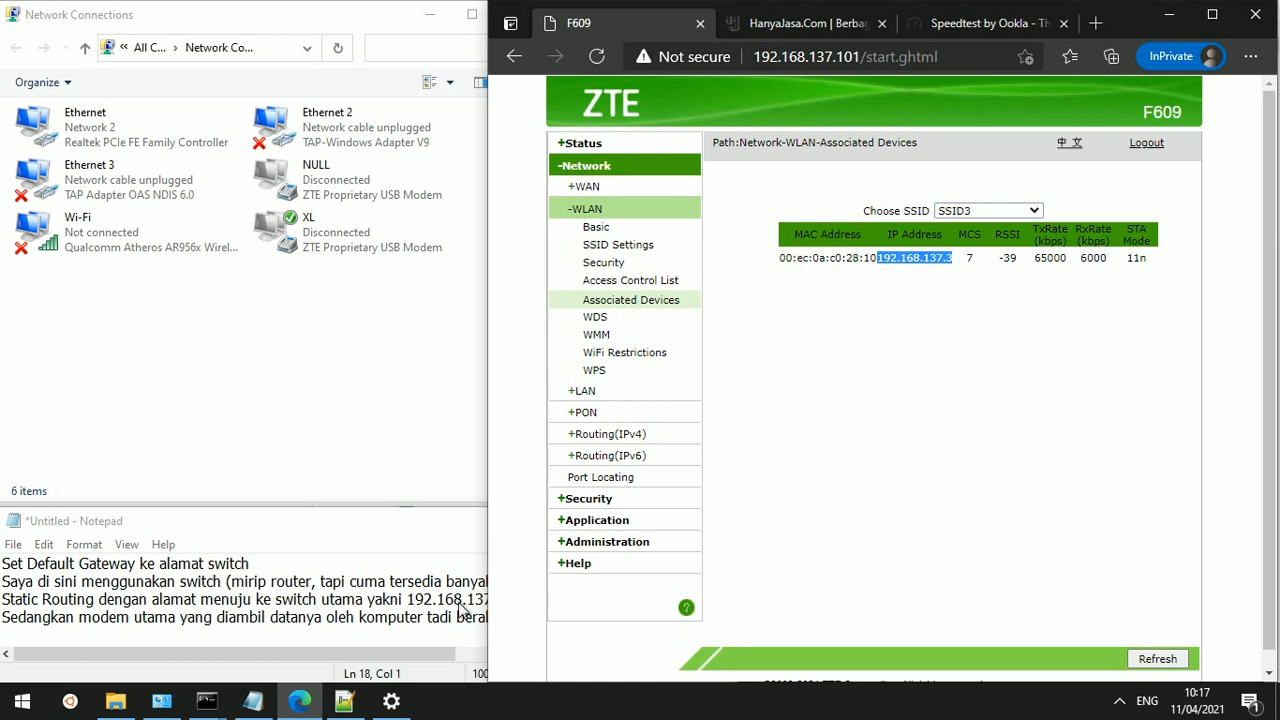 Network Connections
« All C... > Network Co...
Organize
Ethernet
Network 2
Realtek PCIe FE Family Controller
Ethernet 2
Network cable unplugged
TAP-Windows Adapter V9
Ethernet 3
Network cable unplugged
TAP Adapter OAS NDIS 6.0
NULL
Disconnected
ZTE Proprietary USB Modem
Wi-Fi
Not connected
Qualcomm Atheros AR956x Wirel...
XL
Disconnected
ZTE Proprietary USB Modem
6 items
*Untitled - Notepad
File Edit Format View Help
Set Default Gateway ke alamat switch
Saya di sini menggunakan switch (mirip router, tapi cuma tersedia banyak
Static Routing dengan alamat menuju ke switch utama yakni 192.168.137
Sedangkan modem utama yang diambil datanya oleh komputer tadi beral
Ln 18, Col 1 100
F609
HanyaJasa.Com | Berbag
Speedtest by Ookla - Th
Not secure 192.168.137.101/start.ghtml
InPrivate
ZTE
F609
+Status
-Network
+WAN
-WLAN
Basic
SSID Settings
Security
Access Control List
Associated Devices
WDS
WMM
WiFi Restrictions
WPS
+LAN
+PON
+Routing(IPv4)
+Routing(IPv6)
Port Locating
+Security
+Application
+Administration
+Help
Path:Network-WLAN-Associated Devices
中 文
Logout
Choose SSID SSID3
MAC Address IP Address MCS RSSI TxRate (kbps) RxRate (kbps) STA Mode
00:ec:0a:c0:28:10 192.168.137.3 7 -39 65000 6000 11n
?
Refresh
ENG
10:17
11/04/2021
1